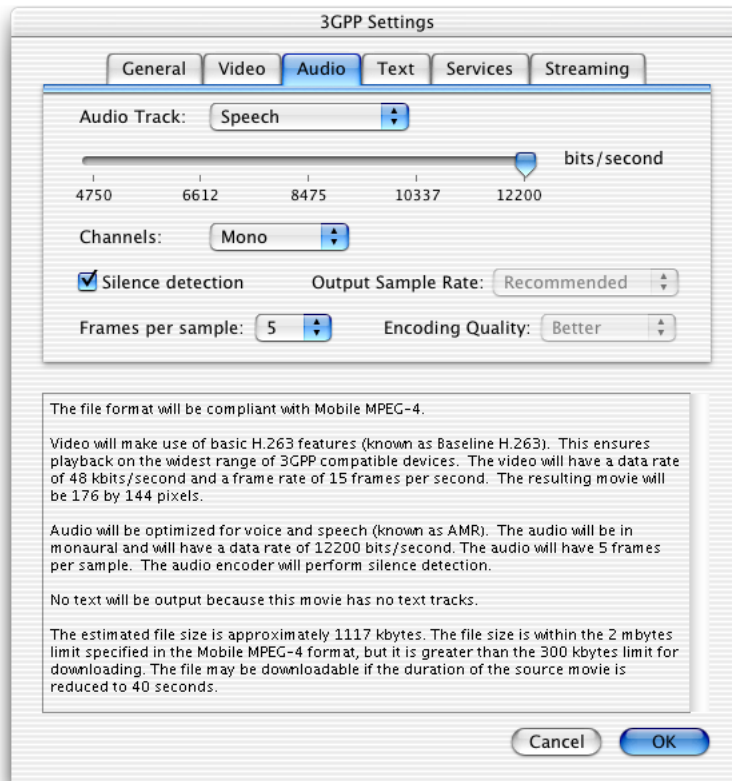 3GPP Settings
General Video Audio Text Services Streaming
Audio Track: Speech
bits/second
4750 6612 8475 10337 12200
Channels: Mono
Silence detection Output Sample Rate: Recommended
Frames per sample: 5 Encoding Quality: Better
The file format will be compliant with Mobile MPEG-4.
Video will make use of basic H.263 features (known as Baseline H.263). This ensures
playback on the widest range of 3GPP compatible devices. The video will have a data rate
of 48 kbits/second and a frame rate of 15 frames per second. The resulting movie will
be 176 by 144 pixels.
Audio will be optimized for voice and speech (known as AMR). The audio will be in
monaural and will have a data rate of 12200 bits/second. The audio will have 5 frames
per sample. The audio encoder will perform silence detection.
No text will be output because this movie has no text tracks.
The estimated file size is approximately 1117 kbytes. The file size is within the 2 mbytes
limit specified in the Mobile MPEG-4 format, but it is greater than the 300 kbytes limit for
downloading. The file may be downloadable if the duration of the source movie is
reduced to 40 seconds.
Cancel OK